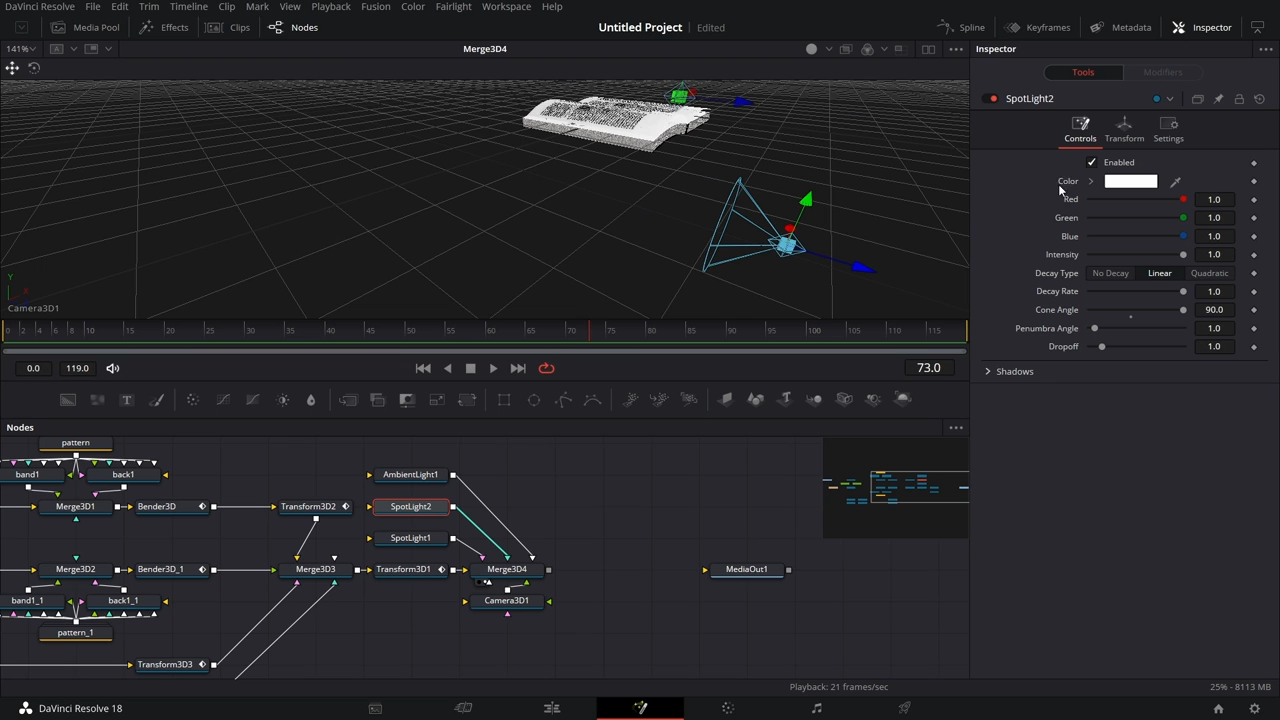 DaVinci Resolve File Edit Trim Timeline Clip Mark View Playback Fusion Color Fairlight Workspace Help
Media Pool Effects Clips Nodes Untitled Project Edited Spline Keyframes Metadata Inspector
141% Merge3D4 Inspector
Tools Modifiers
SpotLight2
Controls Transform Settings
Enabled
Color
Red 1.0
Green 1.0
Blue 1.0
Intensity 1.0
Decay Type No Decay Linear Quadratic
Decay Rate 1.0
Cone Angle 90.0
Penumbra Angle 1.0
Dropoff 1.0
Shadows
Y
Camera3D1
0 2 4 6 8 10 15 20 25 30 35 40 45 50 55 60 65 70 75 80 85 90 95 100 105 110 115
0.0 119.0 73.0
Nodes
pattern
band1 back1 AmbientLight1
Merge3D1 Bender3D Transform3D2 SpotLight2
SpotLight1
Merge3D2 Bender3D_1 Merge3D3 Transform3D1 Merge3D4 MediaOut1
band1_1 back1_1 Camera3D1
pattern_1
Transform3D3
Playback: 21 frames/sec 25% - 8113 MB
DaVinci Resolve 18